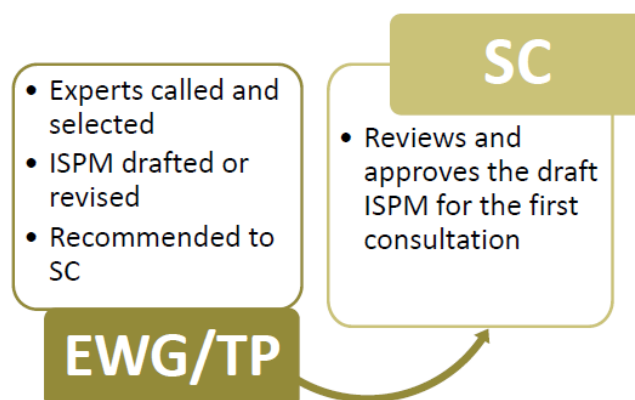 • Experts called and
selected
• ISPM drafted or
revised
• Recommended to
SC
EWG/TP
SC
• Reviews and
approves the draft
ISPM for the first
consultation